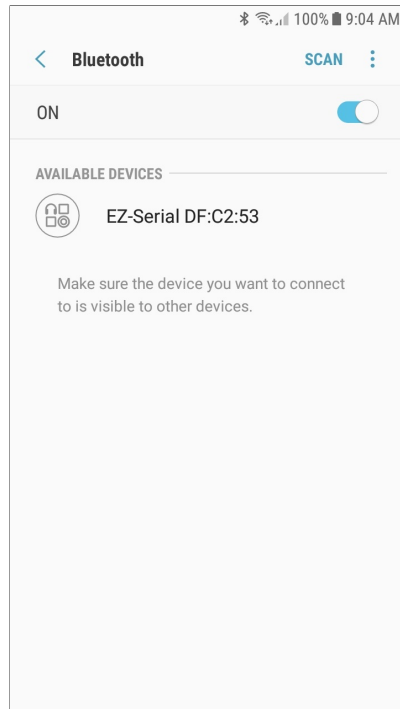 100% 9:04 AM
Bluetooth SCAN
ON
AVAILABLE DEVICES
EZ-Serial DF:C2:53
Make sure the device you want to connect
to is visible to other devices.